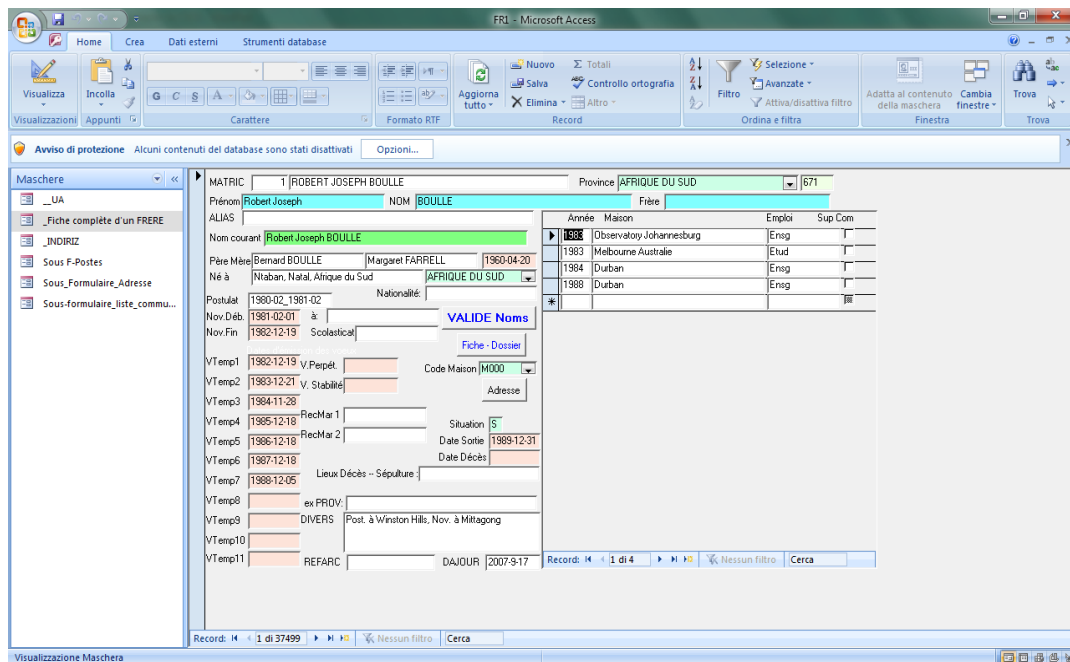 FR1 - Microsoft Access
Home Crea Dati esterni Strumenti database
Visualizza
Incolla
G C S A
Aggiorna tutto
Nuovo
Salva
Elimina
Totali
Controllo ortografia
Altro
Filtro
Selezione
Avanzate
Attiva/disattiva filtro
Adatta al contenuto della maschera
Cambia finestre
Trova
Visualizzazioni Appunti Carattere Formato RTF Record Ordina e filtra Finestra Trova
Avviso di protezione Alcuni contenuti del database sono stati disattivati Opzioni...
Maschere
__UA
_Fiche complète d'un FRERE
_INDIRIZ
Sous F-Postes
Sous_Formulaire_Adresse
Sous-formulaire_liste_commu...
MATRIC 1 ROBERT JOSEPH BOULLE Province AFRIQUE DU SUD 671
Prénom Robert Joseph NOM BOULLE Frère
ALIAS
Nom courant Robert Joseph BOULLE
Père Mère Bernard BOULLE Margaret FARRELL 1960-04-20
Né à Ntaban, Natal, Afrique du Sud AFRIQUE DU SUD
Nationalité:
Postulat 1980-02_1981-02
Nov.Déb. 1981-02-01 à: VALIDE Noms
Nov.Fin 1982-12-19 Scolasticat
Fiche - Dossier
VTemp1 1982-12-19 V.Perpét. Code Maison M000
VTemp2 1983-12-21 V. Stabilité Adresse
VTemp3 1984-11-28
RecMar 1
VTemp4 1985-12-18 Situation S
VTemp5 1986-12-18 RecMar 2 Date Sortie 1989-12-31
VTemp6 1987-12-18 Date Décès
VTemp7 1988-12-05 Lieux Décès -- Sépulture :
VTemp8 ex PROV:
VTemp9 DIVERS Post. à Winston Hills, Nov. à Mittagong
VTemp10
VTemp11 REFARC DAJOUR 2007-9-17
Année Maison Emploi Sup Com
1983 Observatory Johannesburg Ensg
1983 Melbourne Australie Etud
1984 Durban Ensg
1988 Durban Ensg
Record: 1 di 4 Nessun filtro Cerca
Record: 1 di 37499 Nessun filtro Cerca
Visualizzazione Maschera